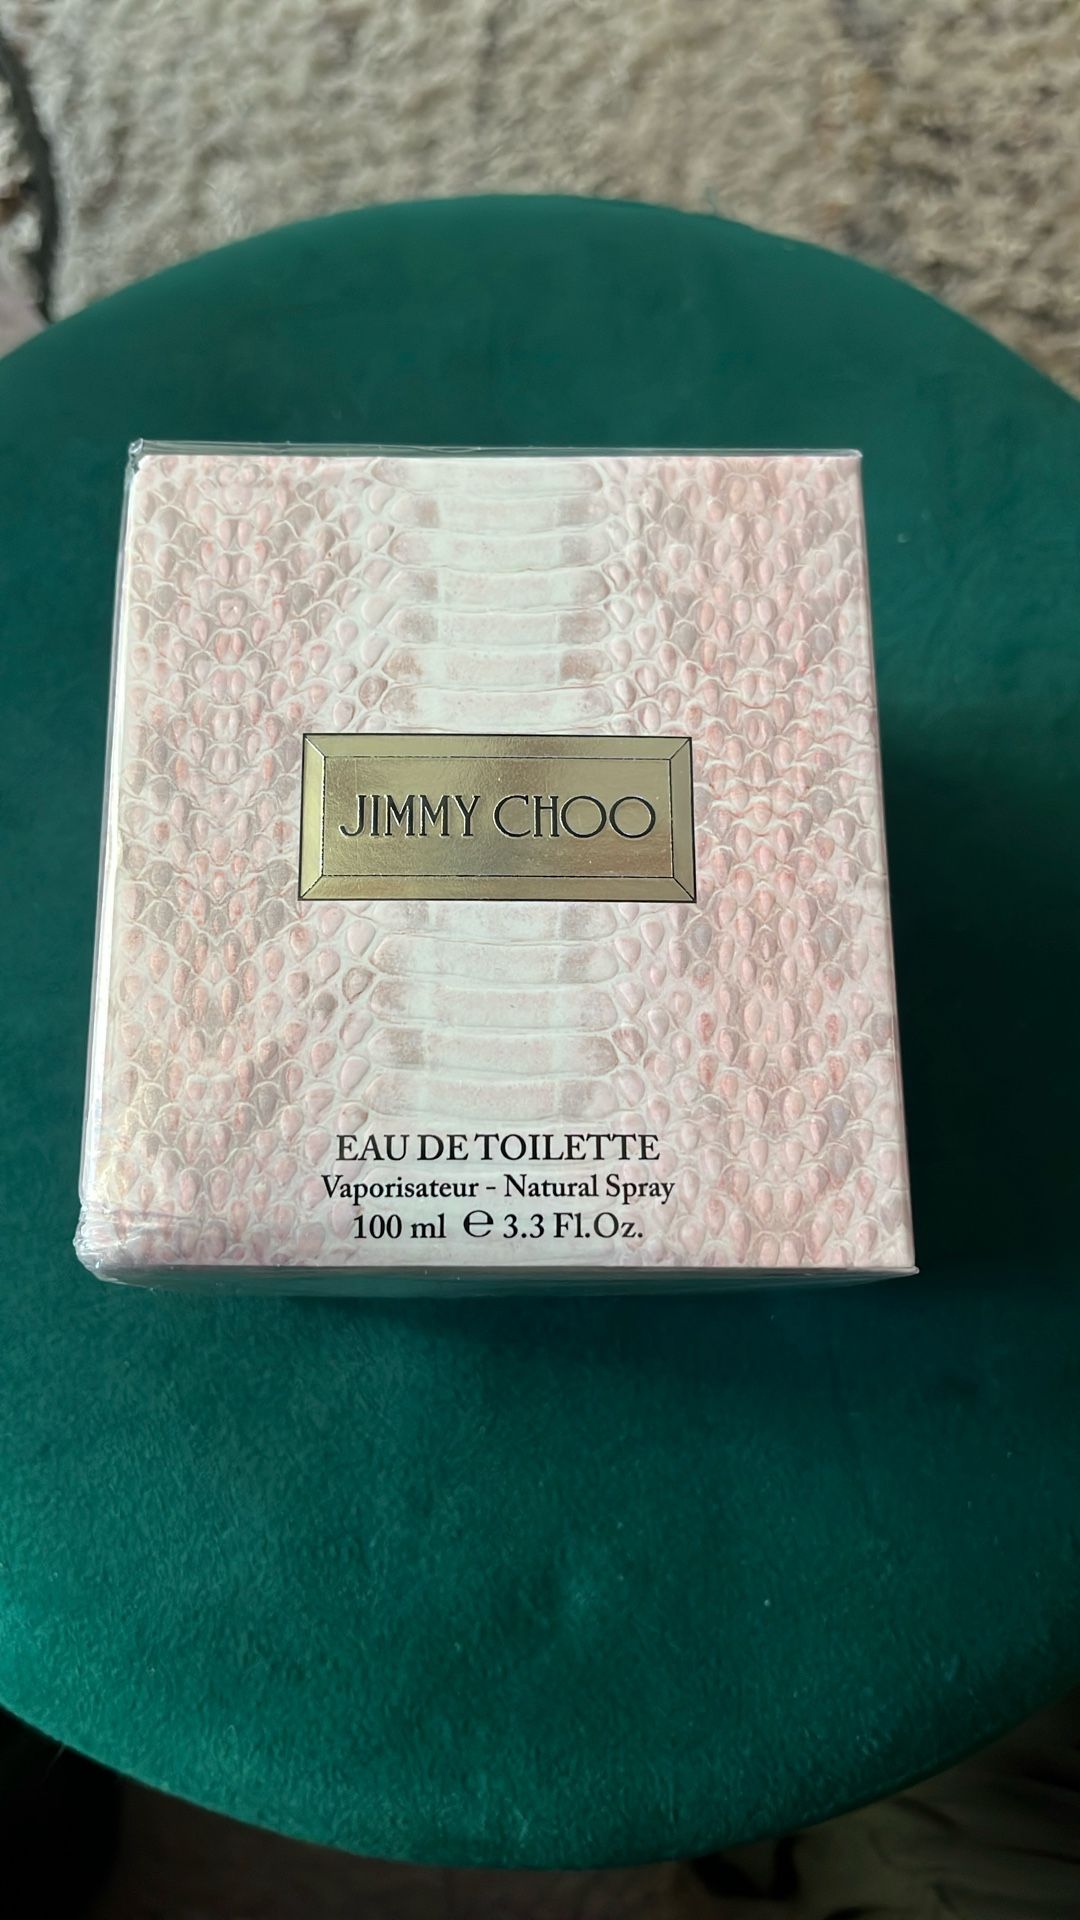 JIMMY CHOO
EAU DE TOILETTE
Vaporisateur - Natural Spray
100 ml ℮ 3.3 Fl.Oz.